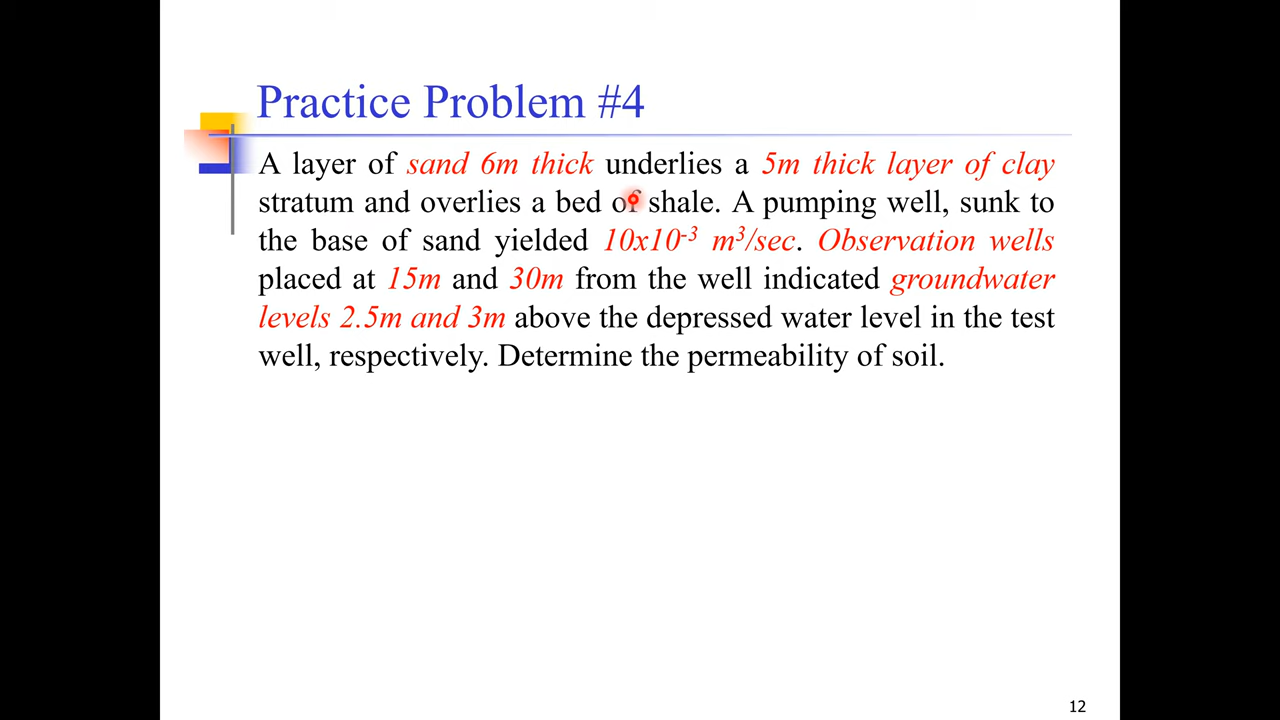 Practice Problem #4
A layer of sand 6m thick underlies a 5m thick layer of clay
stratum and overlies a bed of shale. A pumping well, sunk to
the base of sand yielded 10x10⁻³ m³/sec. Observation wells
placed at 15m and 30m from the well indicated groundwater
levels 2.5m and 3m above the depressed water level in the test
well, respectively. Determine the permeability of soil.
12